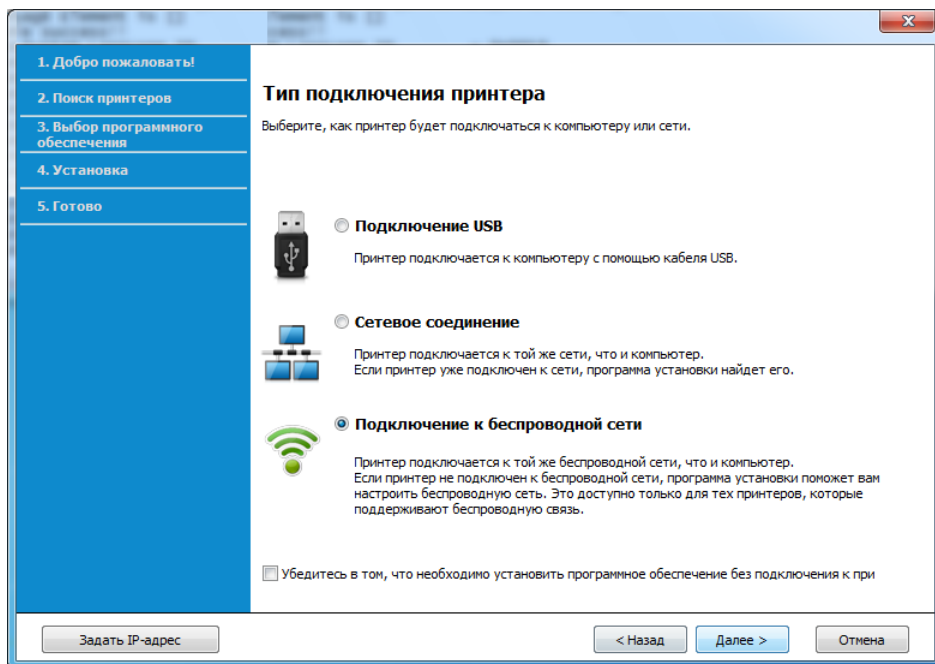 1. Добро пожаловать!
2. Поиск принтеров
3. Выбор программного
обеспечения
4. Установка
5. Готово
Тип подключения принтера
Выберите, как принтер будет подключаться к компьютеру или сети.
Подключение USB
Принтер подключается к компьютеру с помощью кабеля USB.
Сетевое соединение
Принтер подключается к той же сети, что и компьютер.
Если принтер уже подключен к сети, программа установки найдет его.
Подключение к беспроводной сети
Принтер подключается к той же беспроводной сети, что и компьютер.
Если принтер не подключен к беспроводной сети, программа установки поможет вам
настроить беспроводную сеть. Это доступно только для тех принтеров, которые
поддерживают беспроводную связь.
Убедитесь в том, что необходимо установить программное обеспечение без подключения к при
Задать IP-адрес
< Назад
Далее >
Отмена